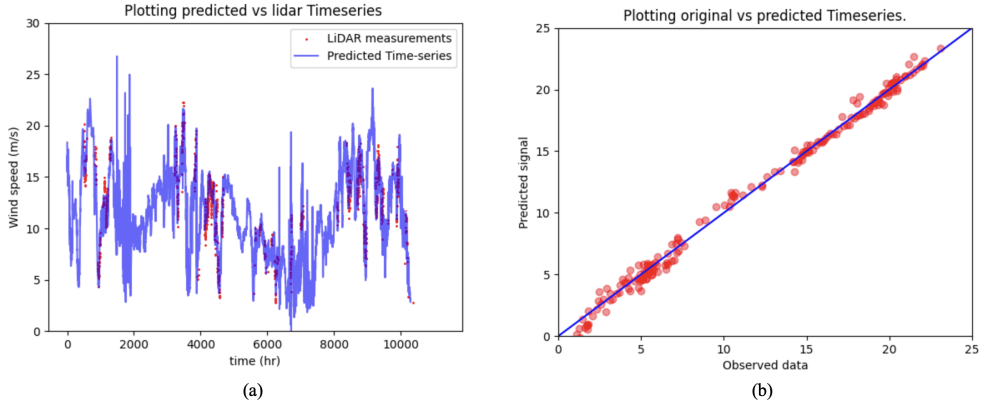 Plotting predicted vs lidar Timeseries
30
25
20
15
10
5
0
Wind speed (m/s)
LiDAR measurements
Predicted Time-series
0 2000 4000 6000 8000 10000
time (hr)
(a)
Plotting original vs predicted Timeseries.
25
20
15
10
5
0
Predicted signal
0 5 10 15 20 25
Observed data
(b)